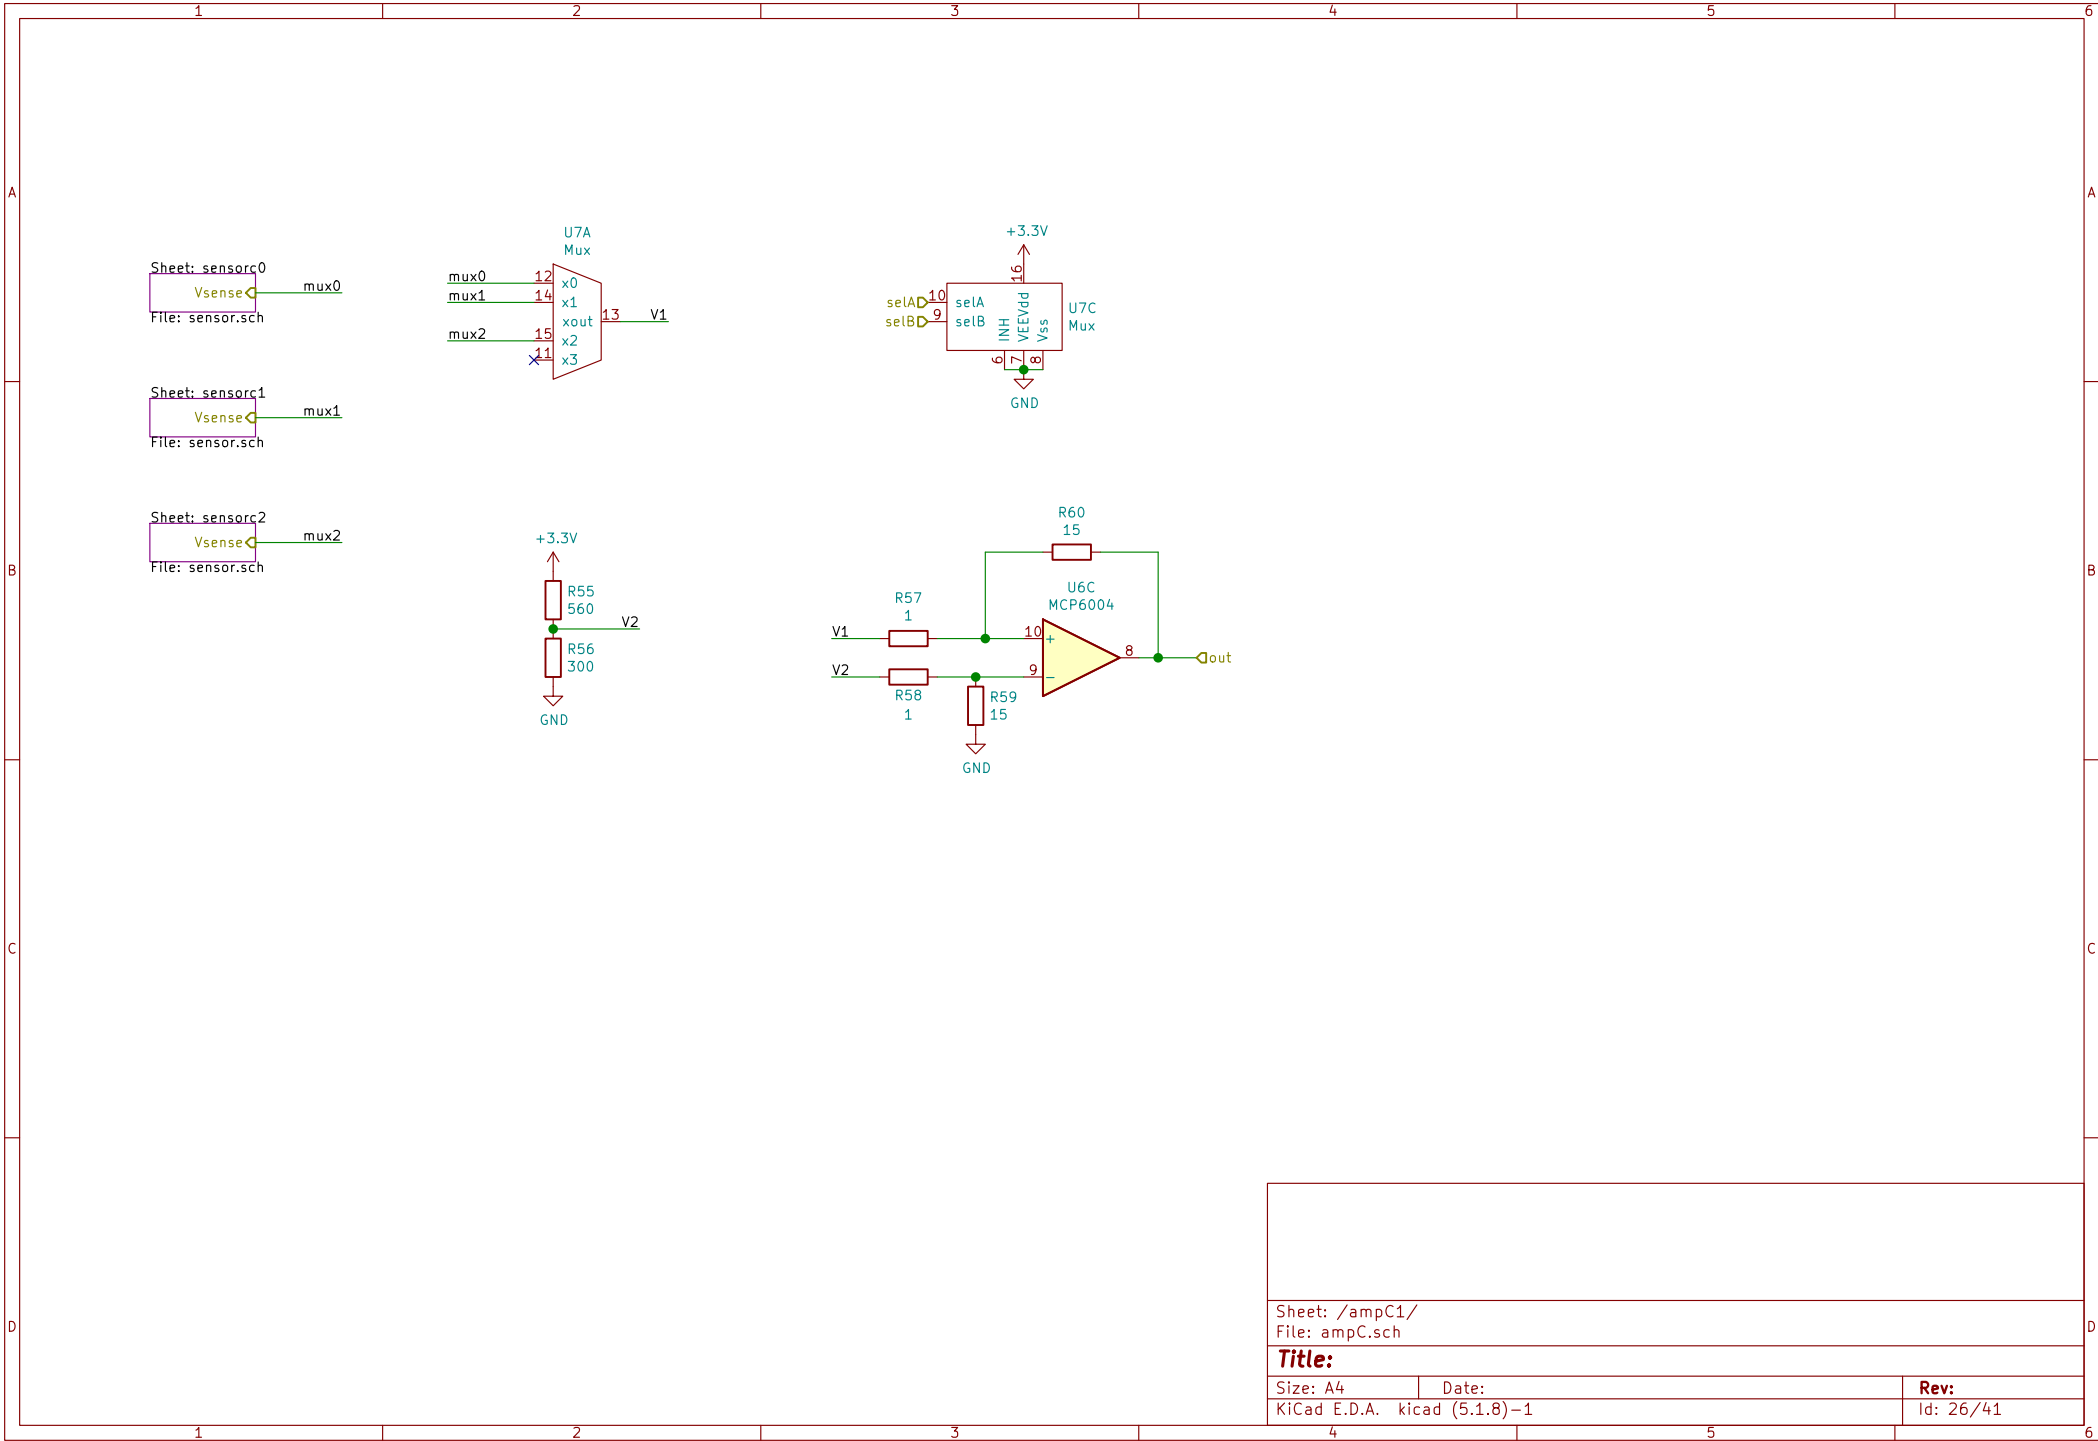 1 2 3 4 5 6
A A
U7A
Mux
+3.3V
Sheet: sensorc0
Vsense
mux0
File: sensor.sch
mux0 12 x0
mux1 14 x1
xout 13 V1
mux2 15 x2
11 x3
16
selA 10 selA
selB 9 selB
INH VEEVdd Vss
U7C
Mux
6 7 8
GND
Sheet: sensorc1
Vsense
mux1
File: sensor.sch
Sheet: sensorc2
Vsense
mux2
File: sensor.sch
B B
+3.3V
R55
560
V2
R56
300
GND
R60
15
U6C
MCP6004
R57
1
V1
10 +
8 out
V2
9 −
R58
1
R59
15
GND
C C
D D
Sheet: /ampC1/
File: ampC.sch
Title:
Size: A4 Date: Rev:
KiCad E.D.A. kicad (5.1.8)-1 Id: 26/41
1 2 3 4 5 6